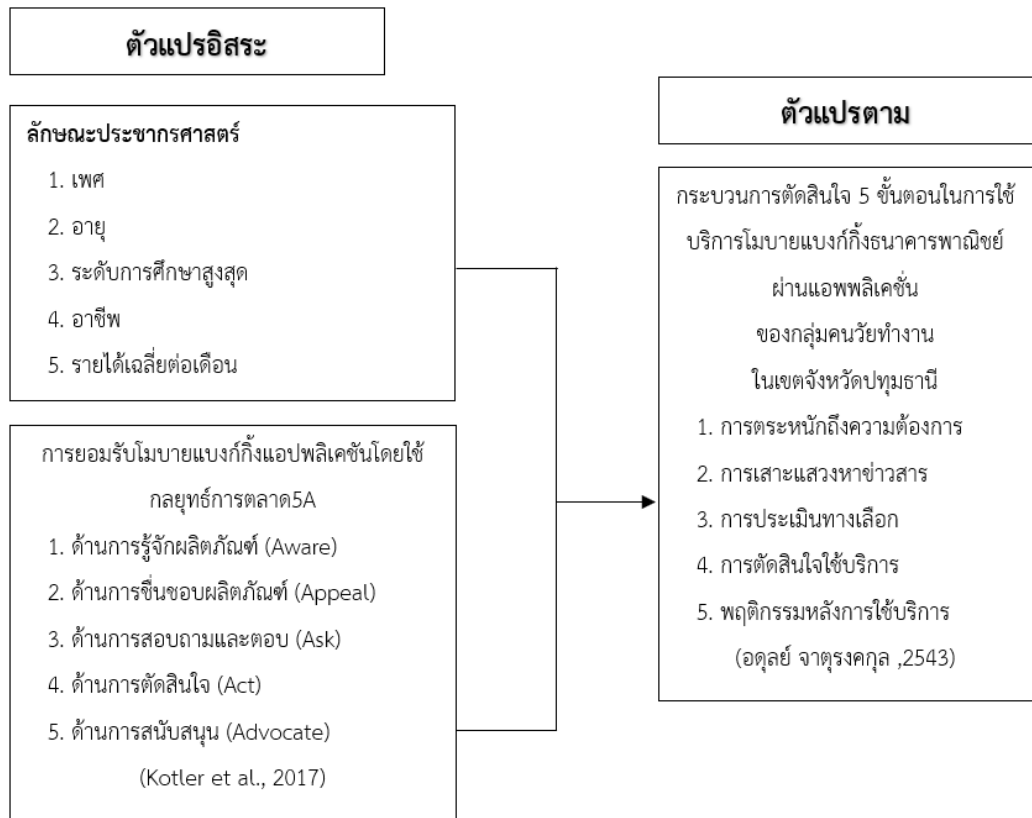 ตัวแปรอิสระ
ลักษณะประชากรศาสตร์
1. เพศ
2. อายุ
3. ระดับการศึกษาสูงสุด
4. อาชีพ
5. รายได้เฉลี่ยต่อเดือน
การยอมรับโมบายแบงก์กิ้งแอปพลิเคชันโดยใช้
กลยุทธ์การตลาด5A
1. ด้านการรู้จักผลิตภัณฑ์ (Aware)
2. ด้านการชื่นชอบผลิตภัณฑ์ (Appeal)
3. ด้านการสอบถามและตอบ (Ask)
4. ด้านการตัดสินใจ (Act)
5. ด้านการสนับสนุน (Advocate)
(Kotler et al., 2017)
ตัวแปรตาม
กระบวนการตัดสินใจ 5 ขั้นตอนในการใช้
บริการโมบายแบงก์กิ้งธนาคารพาณิชย์
ผ่านแอพพลิเคชั่น
ของกลุ่มคนวัยทำงาน
ในเขตจังหวัดปทุมธานี
1. การตระหนักถึงความต้องการ
2. การเสาะแสวงหาข่าวสาร
3. การประเมินทางเลือก
4. การตัดสินใจใช้บริการ
5. พฤติกรรมหลังการใช้บริการ
(อดุลย์ จาตุรงคกุล ,2543)